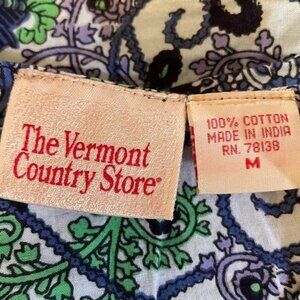 The Vermont
Country Store®
100% COTTON
MADE IN INDIA
RN. 78138
M